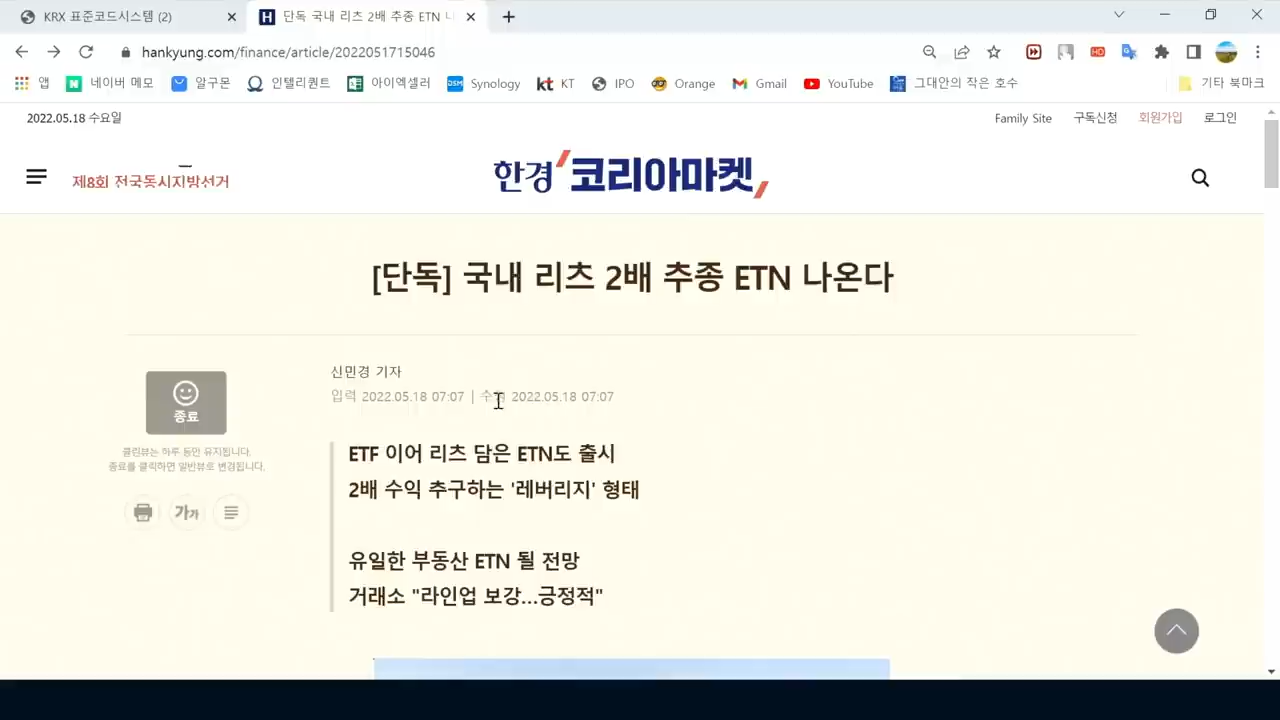 KRX 표준코드시스템 (2)
단독 국내 리츠 2배 추종 ETN 나
hankyung.com/finance/article/2022051715046
앱 네이버 메모 알구몬 인텔리퀀트 아이엑셀러 DSM Synology kt KT IPO Orange Gmail YouTube 그대안의 작은 호수 기타 북마크
2022.05.18 수요일
Family Site 구독신청 회원가입 로그인
제8회 전국동시지방선거
한경 코리아마켓
[단독] 국내 리츠 2배 추종 ETN 나온다
신민경 기자
입력 2022.05.18 07:07 | 2022.05.18 07:07
종료
클린뷰는 하루 동안 유지됩니다.
종료를 클릭하면 일반뷰로 변경됩니다.
가가
ETF 이어 리츠 담은 ETN도 출시
2배 수익 추구하는 '레버리지' 형태
유일한 부동산 ETN 될 전망
거래소 "라인업 보강...긍정적"